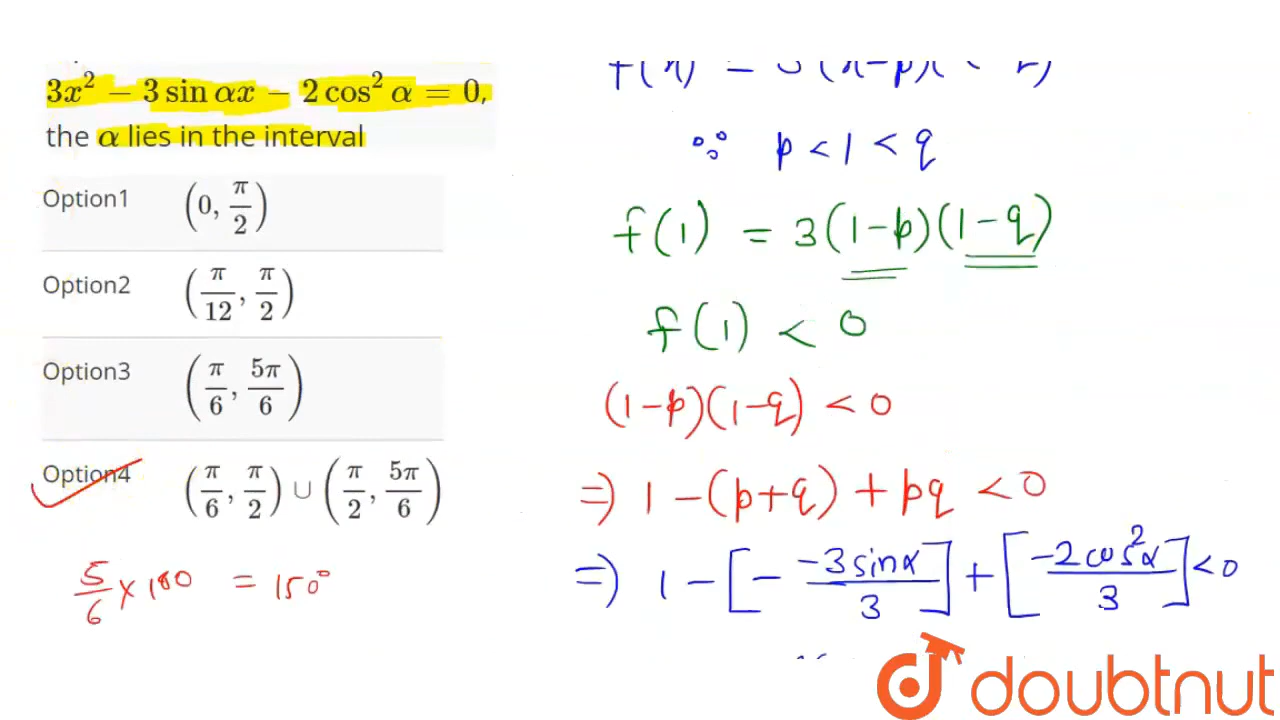 3x² − 3 sin αx − 2 cos² α = 0,
the α lies in the interval
Option1 (0, π/2)
Option2 (π/12, π/2)
Option3 (π/6, 5π/6)
Option4 (π/6, π/2) ∪ (π/2, 5π/6)
5/6 × 180 = 150°
∵ p < 1 < q
f(1) = 3(1−p)(1−q)
f(1) < 0
(1−p)(1−q) < 0
⇒) 1 − (p+q) + pq < 0
⇒) 1 − [− −3sinα/3] + [−2cos²α/3] < 0
doubtnut